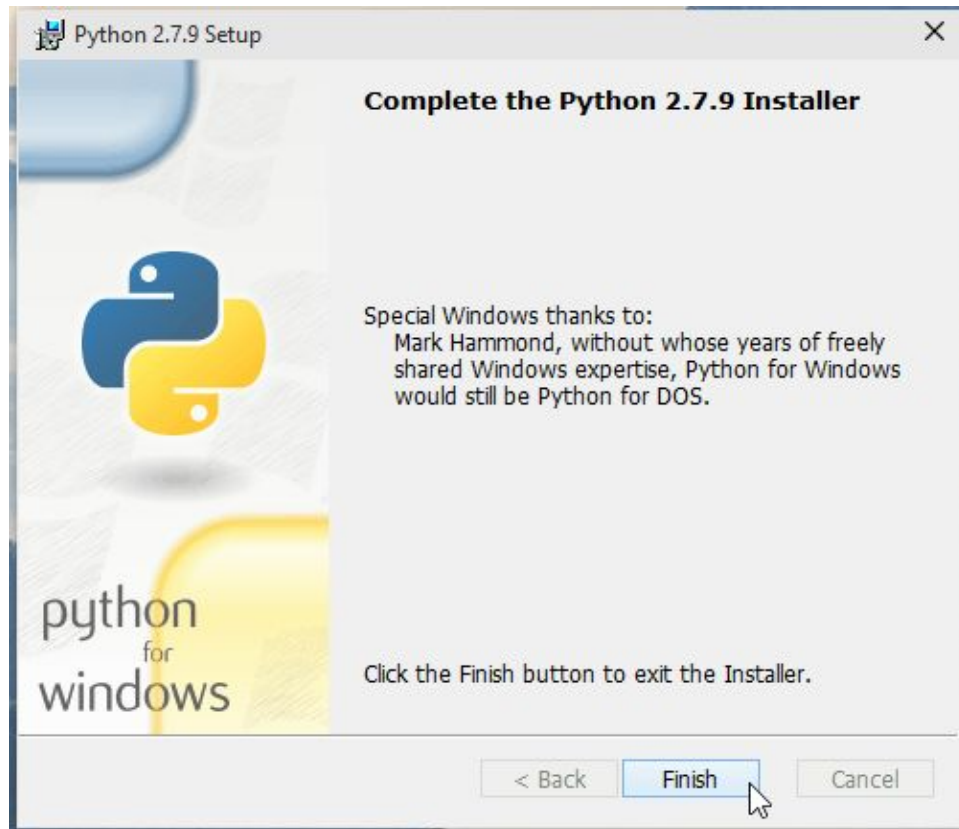 Python 2.7.9 Setup
Complete the Python 2.7.9 Installer
Special Windows thanks to:
Mark Hammond, without whose years of freely
shared Windows expertise, Python for Windows
would still be Python for DOS.
python
for
windows
Click the Finish button to exit the Installer.
< Back
Finish
Cancel